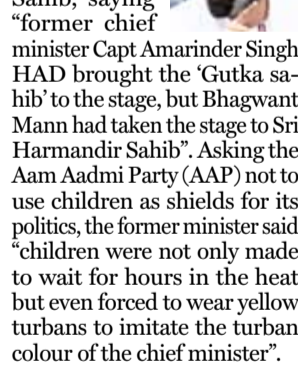 Sahib, saying
“former chief
minister Capt Amarinder Singh
HAD brought the ‘Gutka sa-
hib’ to the stage, but Bhagwant
Mann had taken the stage to Sri
Harmandir Sahib”. Asking the
Aam Aadmi Party (AAP) not to
use children as shields for its
politics, the former minister said
“children were not only made
to wait for hours in the heat
but even forced to wear yellow
turbans to imitate the turban
colour of the chief minister”.